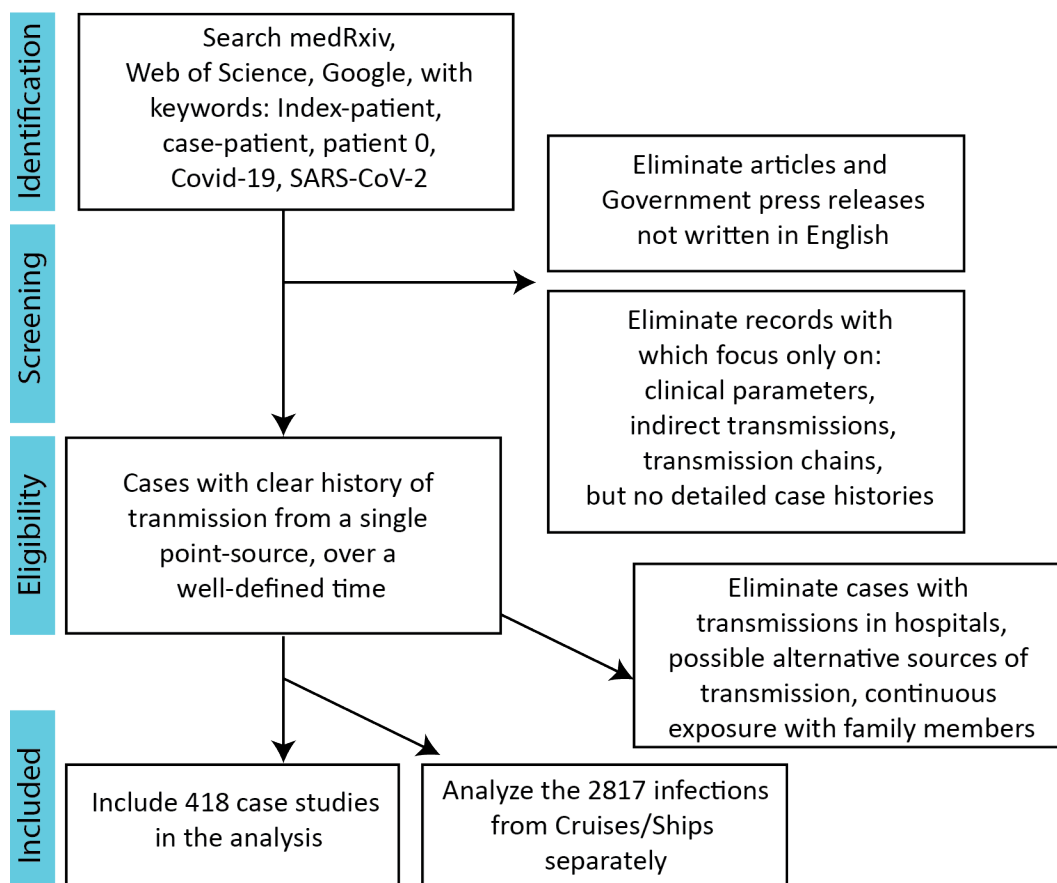 Identification
Search medRxiv,
Web of Science, Google, with
keywords: Index-patient,
case-patient, patient 0,
Covid-19, SARS-CoV-2
Screening
Eliminate articles and
Government press releases
not written in English
Eliminate records with
which focus only on:
clinical parameters,
indirect transmissions,
transmission chains,
but no detailed case histories
Eligibility
Cases with clear history of
tranmission from a single
point-source, over a
well-defined time
Eliminate cases with
transmissions in hospitals,
possible alternative sources of
transmission, continuous
exposure with family members
Included
Include 418 case studies
in the analysis
Analyze the 2817 infections
from Cruises/Ships
separately